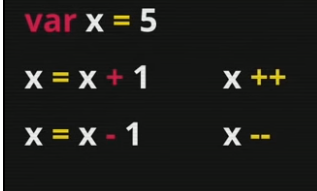 var x = 5
x = x + 1 x ++
x = x - 1 x --